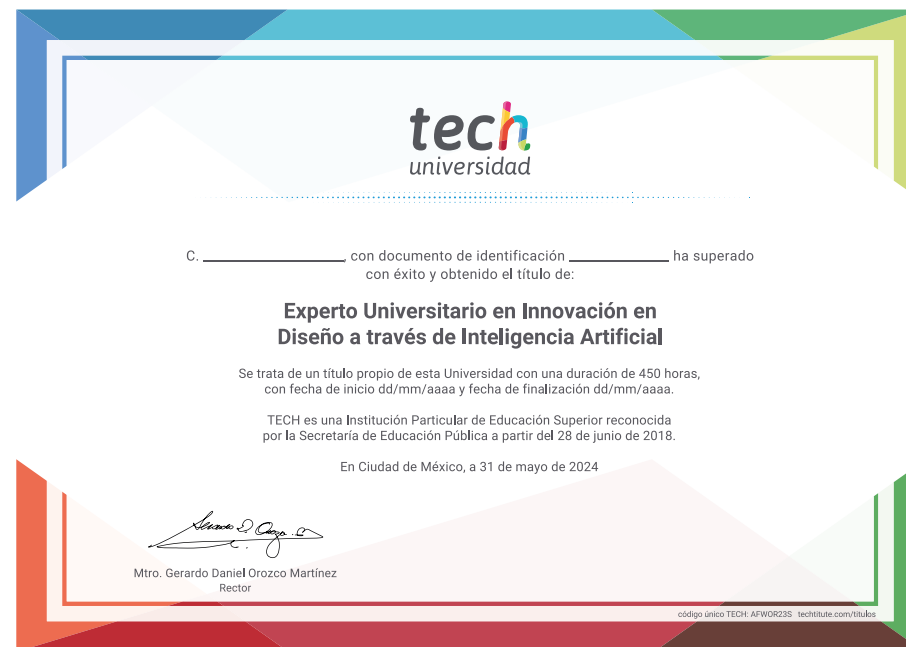 tech
universidad
C. ____________, con documento de identificación ____________ ha superado
con éxito y obtenido el título de:
Experto Universitario en Innovación en
Diseño a través de Inteligencia Artificial
Se trata de un título propio de esta Universidad con una duración de 450 horas,
con fecha de inicio dd/mm/aaaa y fecha de finalización dd/mm/aaaa.
TECH es una Institución Particular de Educación Superior reconocida
por la Secretaría de Educación Pública a partir del 28 de junio de 2018.
En Ciudad de México, a 31 de mayo de 2024
Mtro. Gerardo Daniel Orozco Martínez
Rector
código único TECH: AFWOR23S techtitute.com/titulos